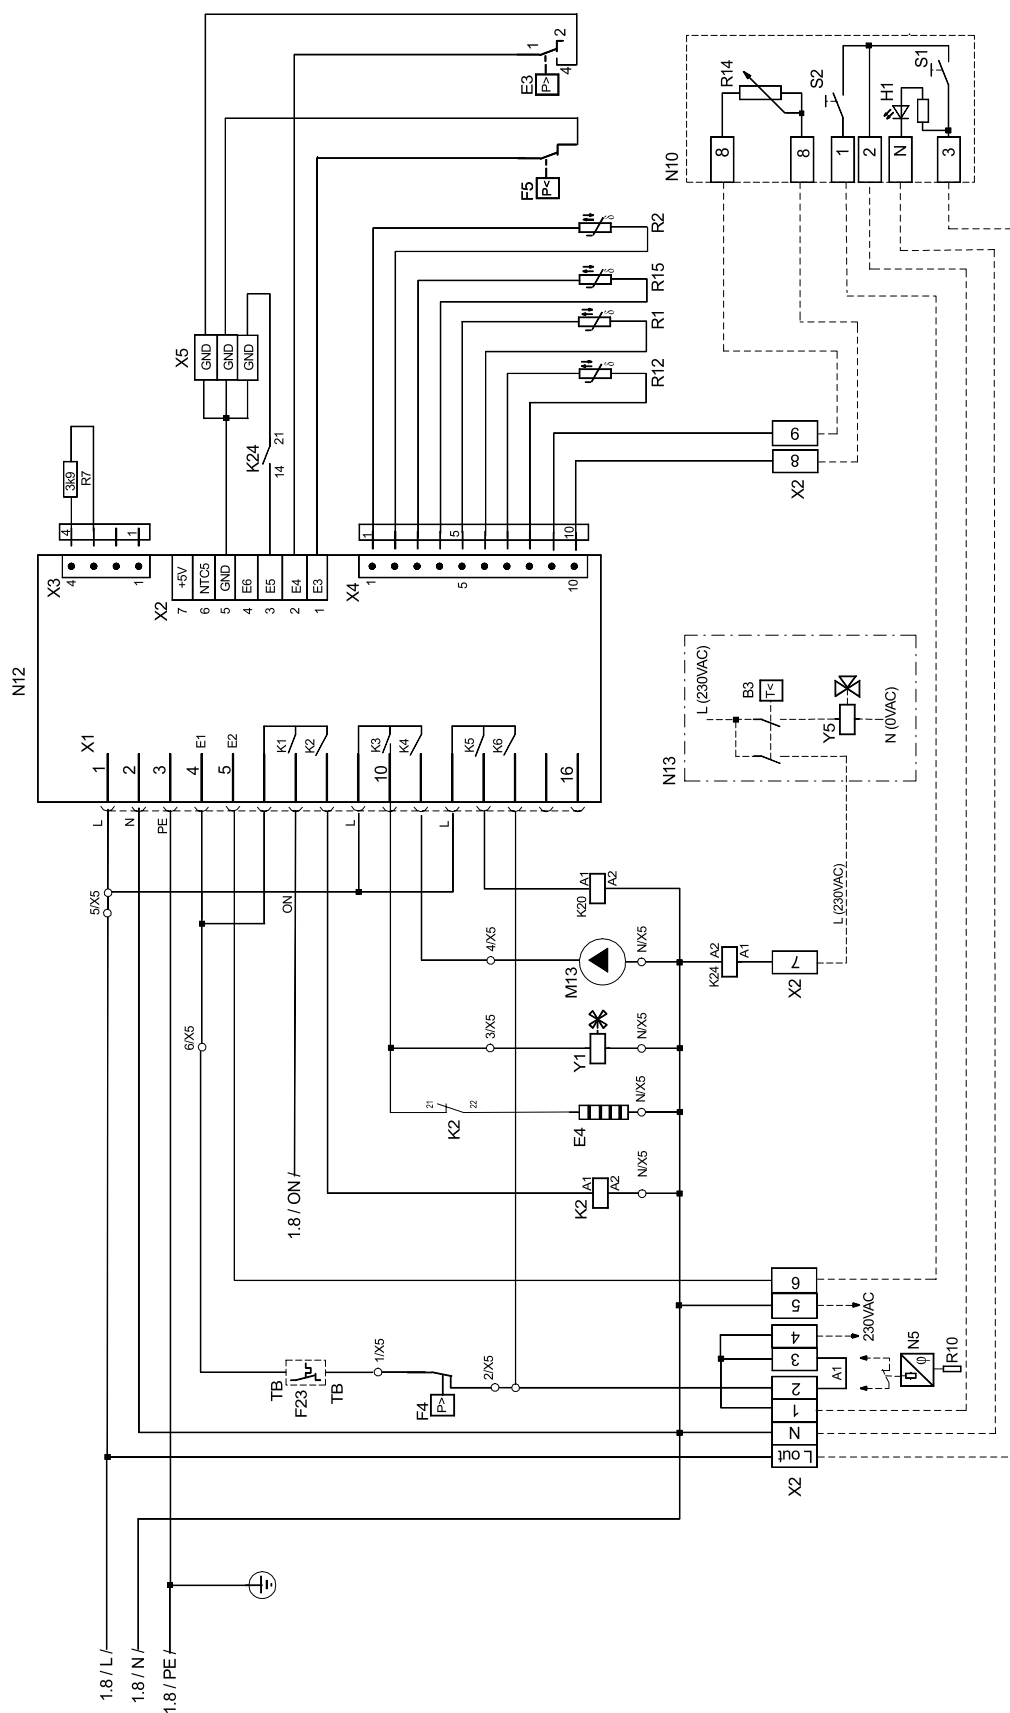 1
2
4
E3
P>
F5
P<
N10
8
R14
8
S2
1
2
H1
N
S1
3
δ
R2
δ
R15
δ
R1
δ
R12
X5
GND
GND
GND
3k9
R7
K24
21
14
9
8
X2
4
1
X3
4
1
X2
7
+5V
6
NTC5
5
GND
4
E6
3
E5
2
E4
1
E3
1
5
10
X4
1
5
10
N12
X1
1
2
3
4
E1
5
E2
K1
K2
K3
10
K4
K5
K6
16
L
N
PE
L
L
N13
L (230VAC)
B3
T<
Y5
N (0VAC)
L (230VAC)
5/X5
ON
K20
A1
A2
4/X5
M13
N/X5
K24
A2
A1
7
X2
6/X5
3/X5
Y1
N/X5
21
22
K2
E4
N/X5
1.8 / ON /
K2
A1
A2
N/X5
6
5
4
3
2
1
N
L out
X2
230VAC
A1
N5
φ
R10
TB
F23
TB
1/X5
F4
P>
2/X5
1.8 / L /
1.8 / N /
1.8 / PE /